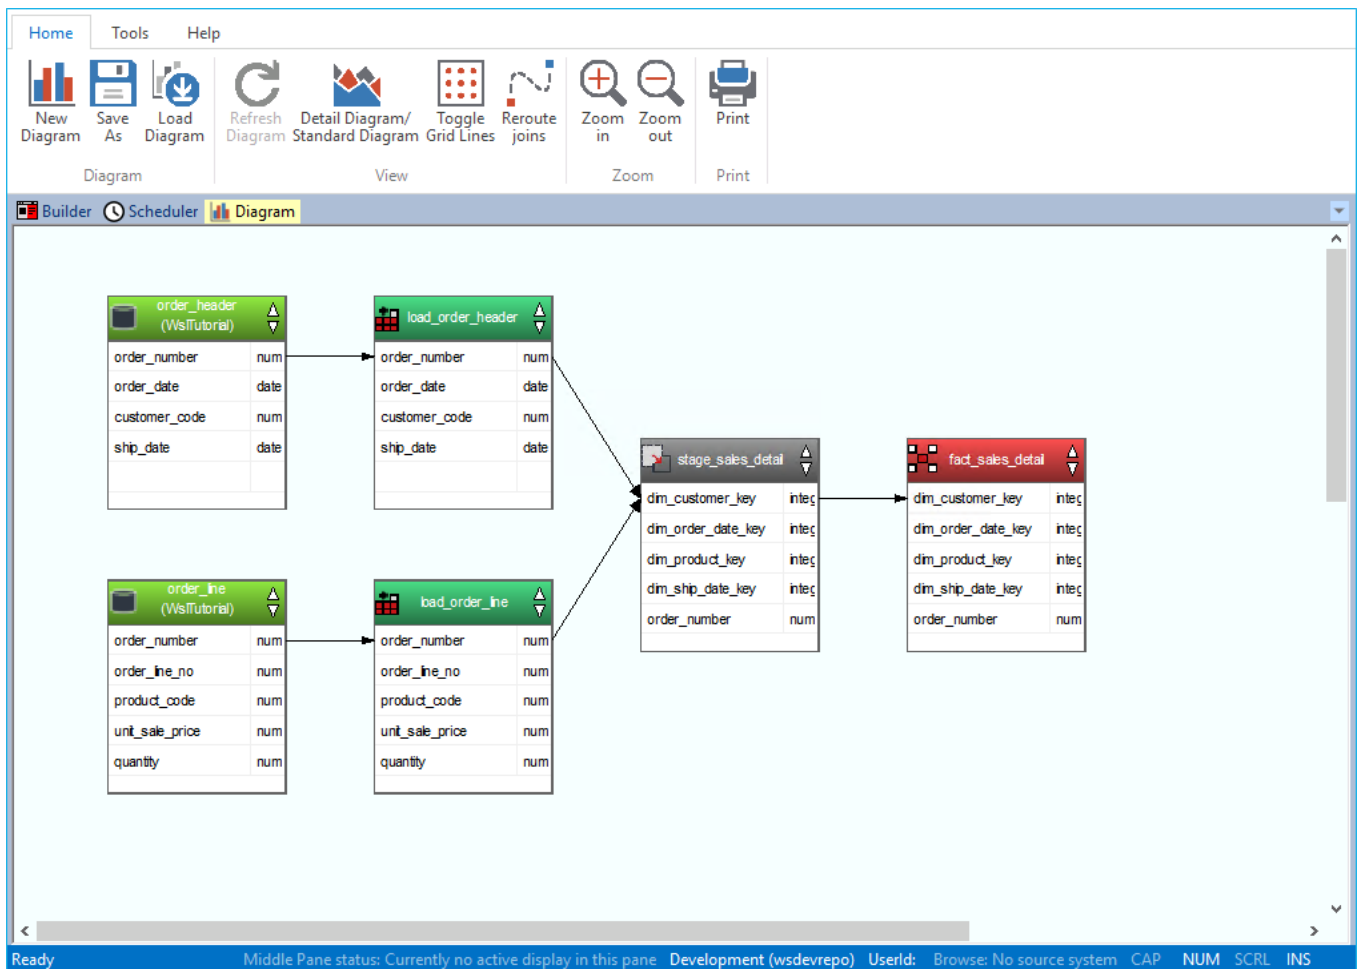 Home Tools Help
New Diagram
Save As
Load Diagram
Refresh Diagram
Detail Diagram/ Standard Diagram
Toggle Grid Lines
Reroute joins
Zoom in
Zoom out
Print
Diagram View Zoom Print
Builder Scheduler Diagram
order_header
(WslTutorial)
order_number num
order_date date
customer_code num
ship_date date
load_order_header
order_number num
order_date date
customer_code num
ship_date date
stage_sales_detail
dim_customer_key integ
dim_order_date_key integ
dim_product_key integ
dim_ship_date_key integ
order_number num
fact_sales_detail
dim_customer_key integ
dim_order_date_key integ
dim_product_key integ
dim_ship_date_key integ
order_number num
order_line
(WslTutorial)
order_number num
order_line_no num
product_code num
unit_sale_price num
quantity num
load_order_line
order_number num
order_line_no num
product_code num
unit_sale_price num
quantity num
Ready Middle Pane status: Currently no active display in this pane Development (wsdevrepo) UserId: Browse: No source system CAP NUM SCRL INS